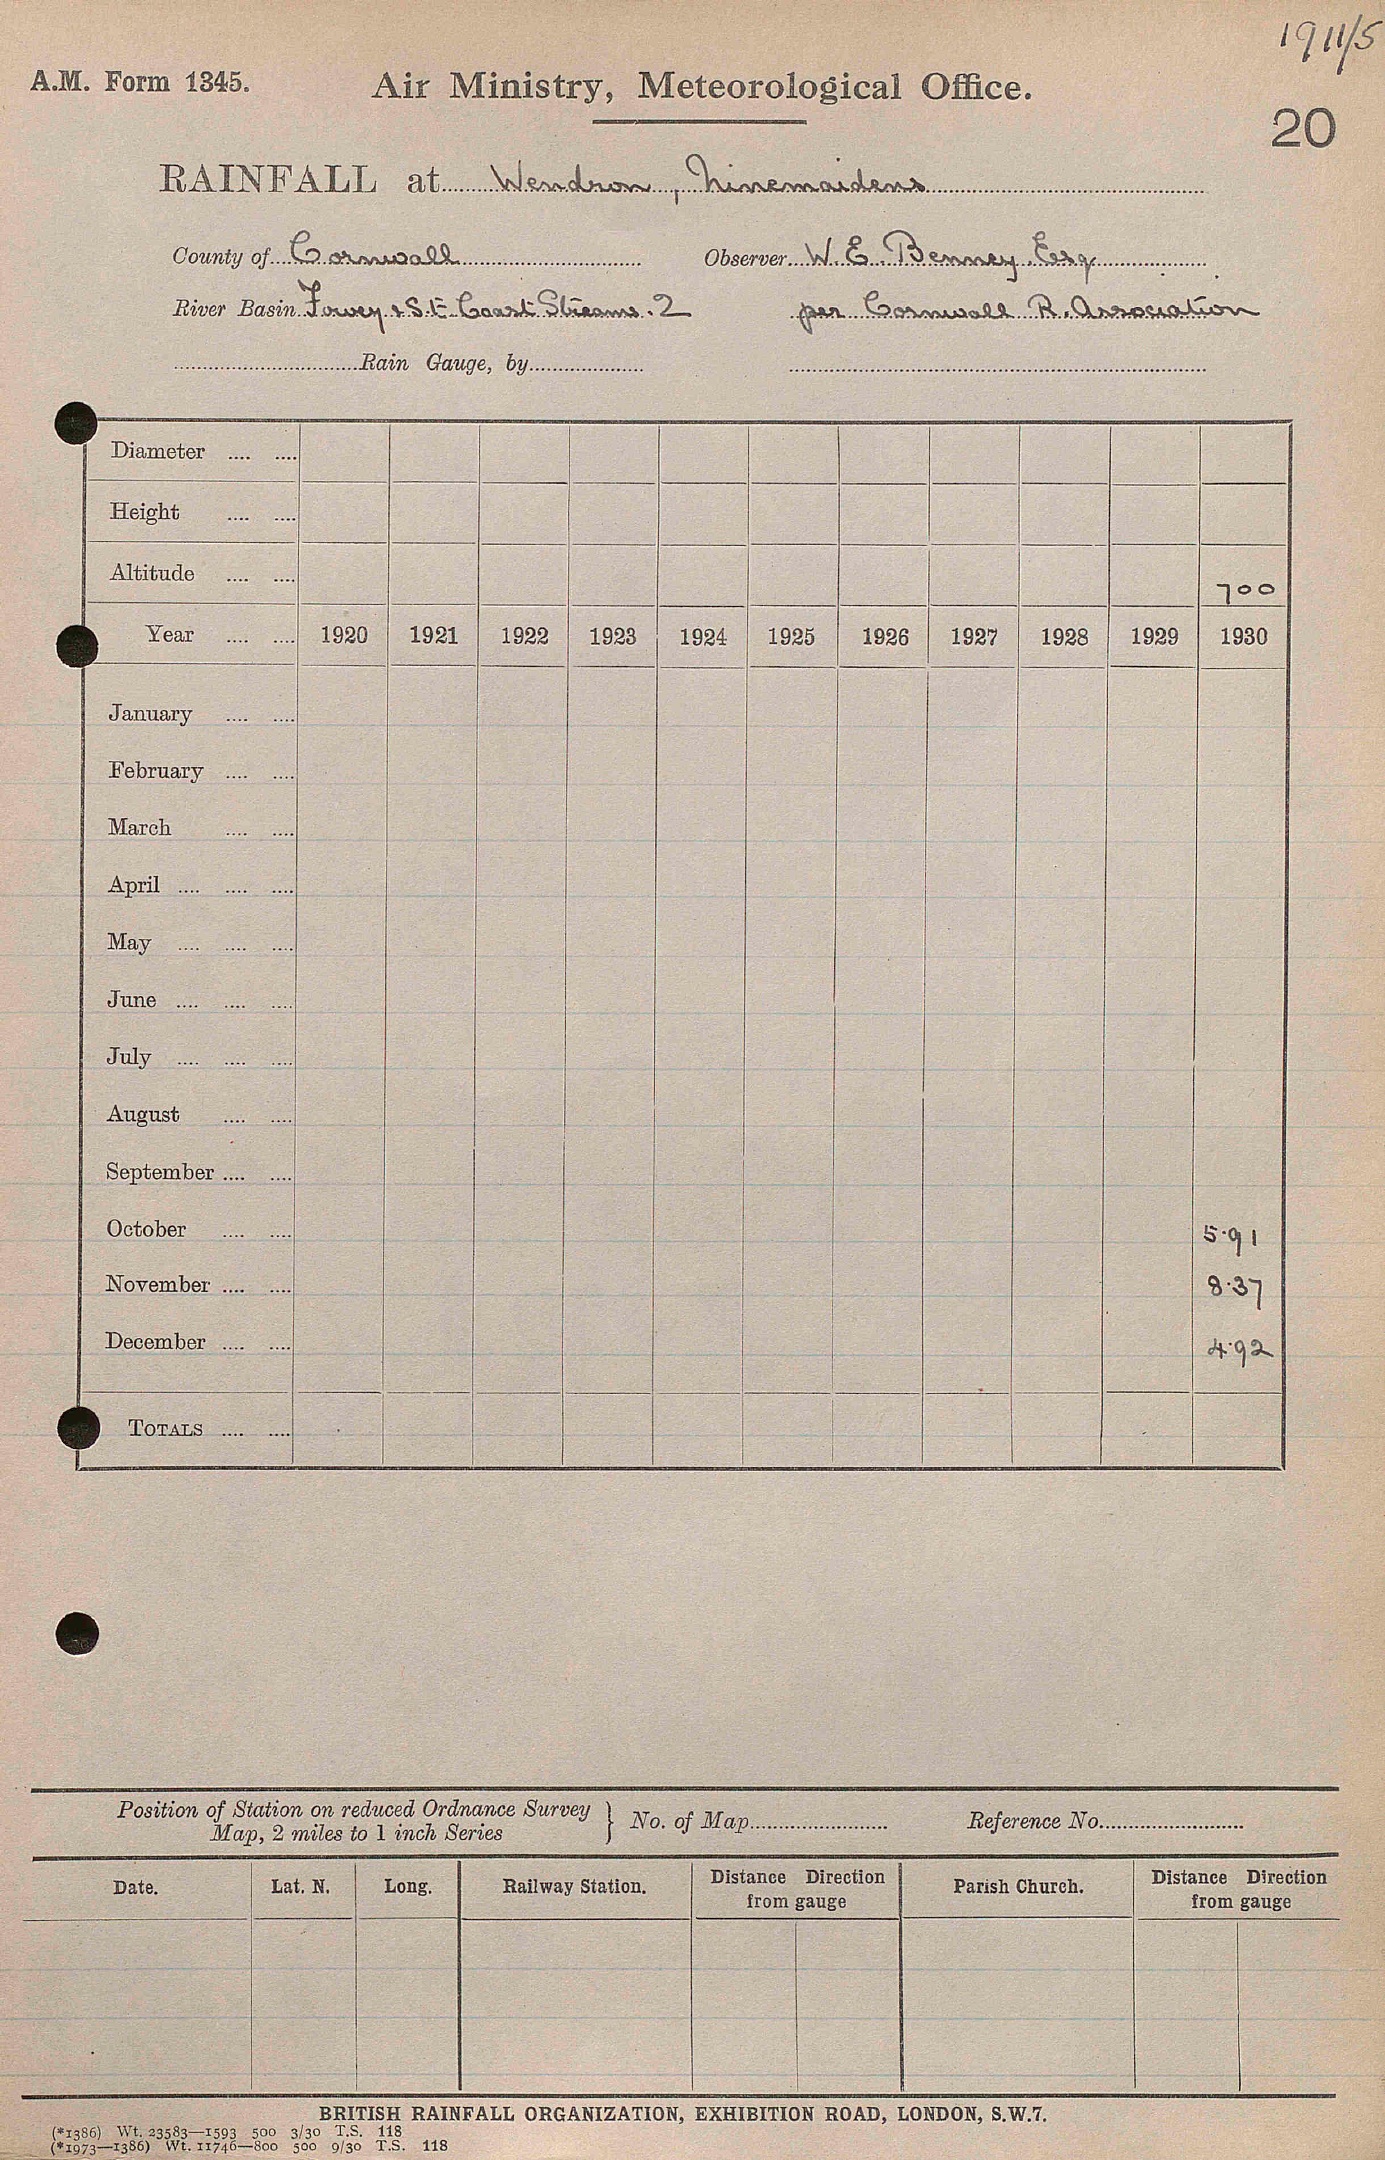 1911/5
A.M. Form 1345. Air Ministry, Meteorological Office.
20
RAINFALL at Wendron, Ninemaidens
County of Cornwall Observer W. E. Benney Esq
River Basin Fowey & St. Coast Streams. 2 per Cornwall R. Association
Rain Gauge, by
Diameter .... ....
Height .... ....
Altitude .... .... 700
Year .... .... 1920 1921 1922 1923 1924 1925 1926 1927 1928 1929 1930
January .... ....
February .... ....
March .... ....
April .... .... ....
May .... .... ....
June .... .... ....
July .... .... ....
August .... ....
September .... ....
October .... .... 5.91
November .... .... 8.37
December .... .... 4.92
TOTALS .... ....
Position of Station on reduced Ordnance Survey
Map, 2 miles to 1 inch Series } No. of Map Reference No.
Date. Lat. N. Long. Railway Station. Distance Direction from gauge Parish Church. Distance Direction from gauge
BRITISH RAINFALL ORGANIZATION, EXHIBITION ROAD, LONDON, S.W.7.
(*1386) Wt. 23583—1593 500 3/30 T.S. 118
(*1973—1386) Wt. 11746—800 500 9/30 T.S. 118